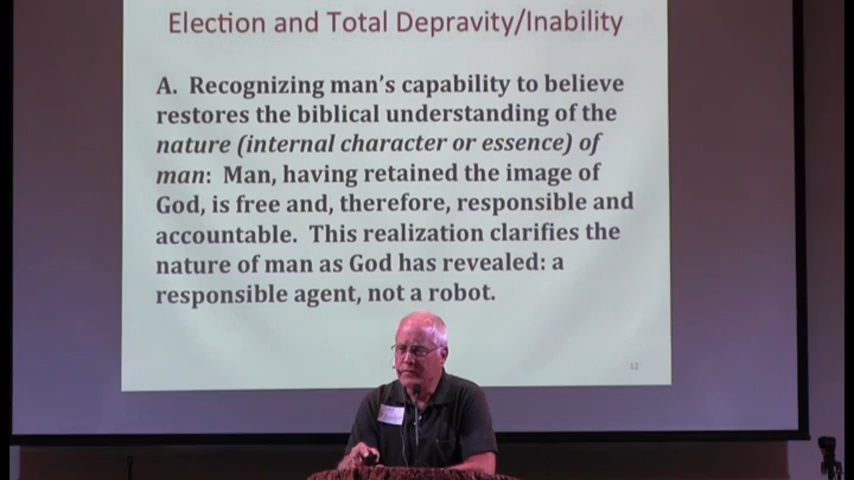 Election and Total Depravity/Inability
A. Recognizing man's capability to believe
restores the biblical understanding of the
nature (internal character or essence) of
man: Man, having retained the image of
God, is free and, therefore, responsible and
accountable. This realization clarifies the
nature of man as God has revealed: a
responsible agent, not a robot.
12